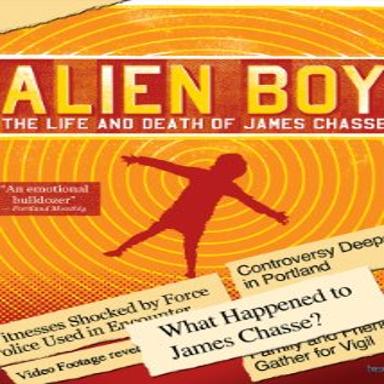 ALIEN BOY
THE LIFE AND DEATH OF JAMES CHASSE
"An emotional
bulldozer"
– Portland Monthly
Controversy Deep
in Portland
itnesses Shocked by Force
olice Used in Encounter
What Happened to
James Chasse?
Video Footage reve
Family and Frien
Gather for Vigil